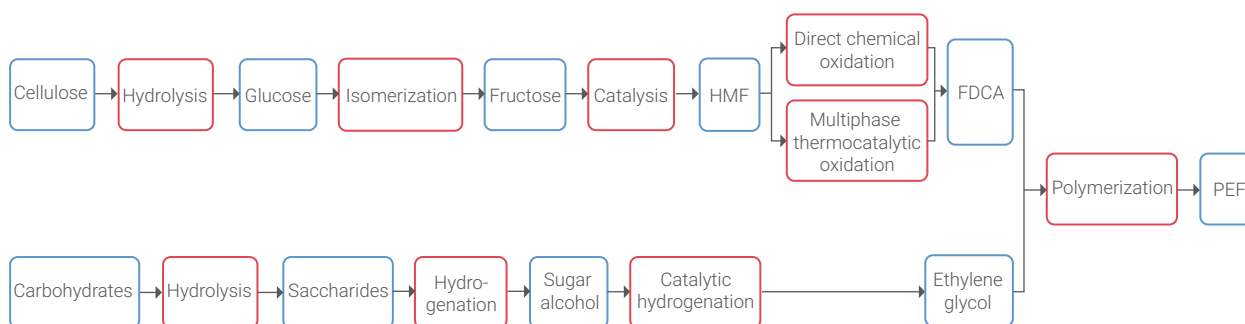 Cellulose
Hydrolysis
Glucose
Isomerization
Fructose
Catalysis
HMF
Direct chemical
oxidation
Multiphase
thermocatalytic
oxidation
FDCA
Polymerization
PEF
Carbohydrates
Hydrolysis
Saccharides
Hydro-
genation
Sugar
alcohol
Catalytic
hydrogenation
Ethylene
glycol